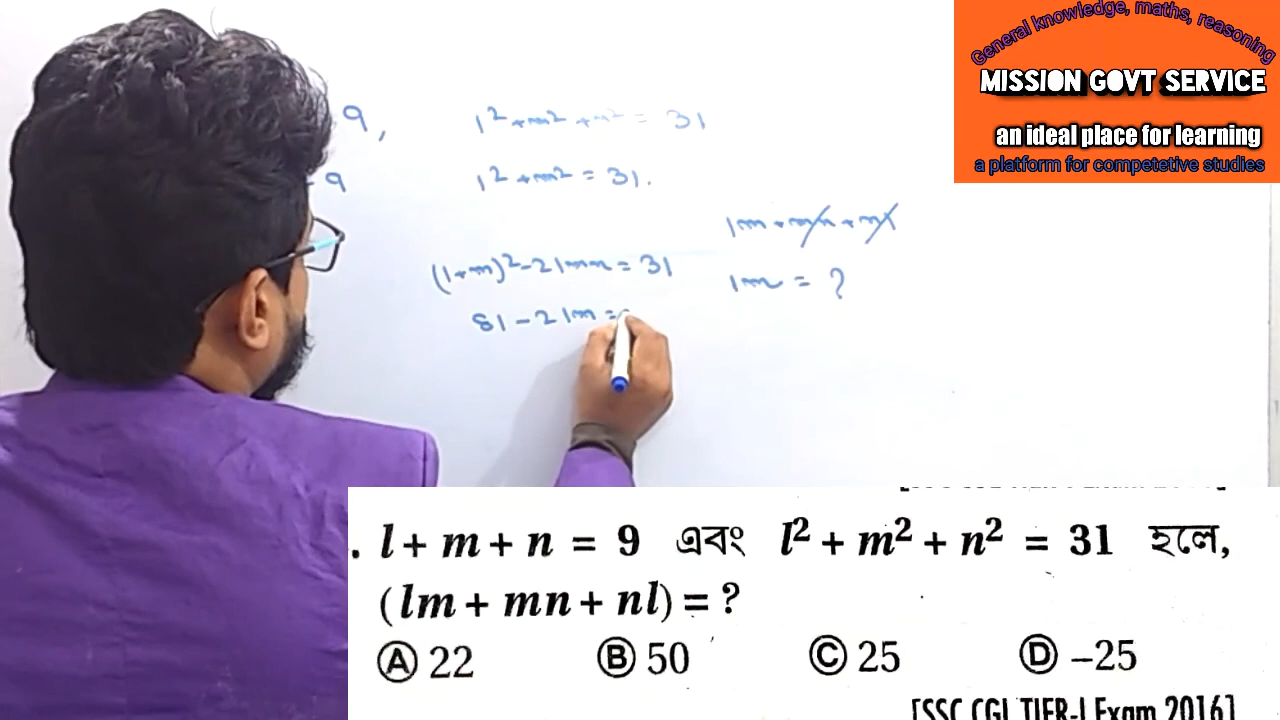 General knowledge, maths, reasoning
MISSION GOVT SERVICE
an ideal place for learning
a platform for competetive studies
9, l² + m² + n² = 31
9 l² + m² = 31.
lm + mn + nl
(l+m)² - 2lmn = 31
lm = ?
81 - 2lm =
. l + m + n = 9 এবং l² + m² + n² = 31 হলে,
(lm + mn + nl) = ?
Ⓐ 22 Ⓑ 50 Ⓒ 25 Ⓓ –25
[SSC CGL TIER-I Exam 2016]